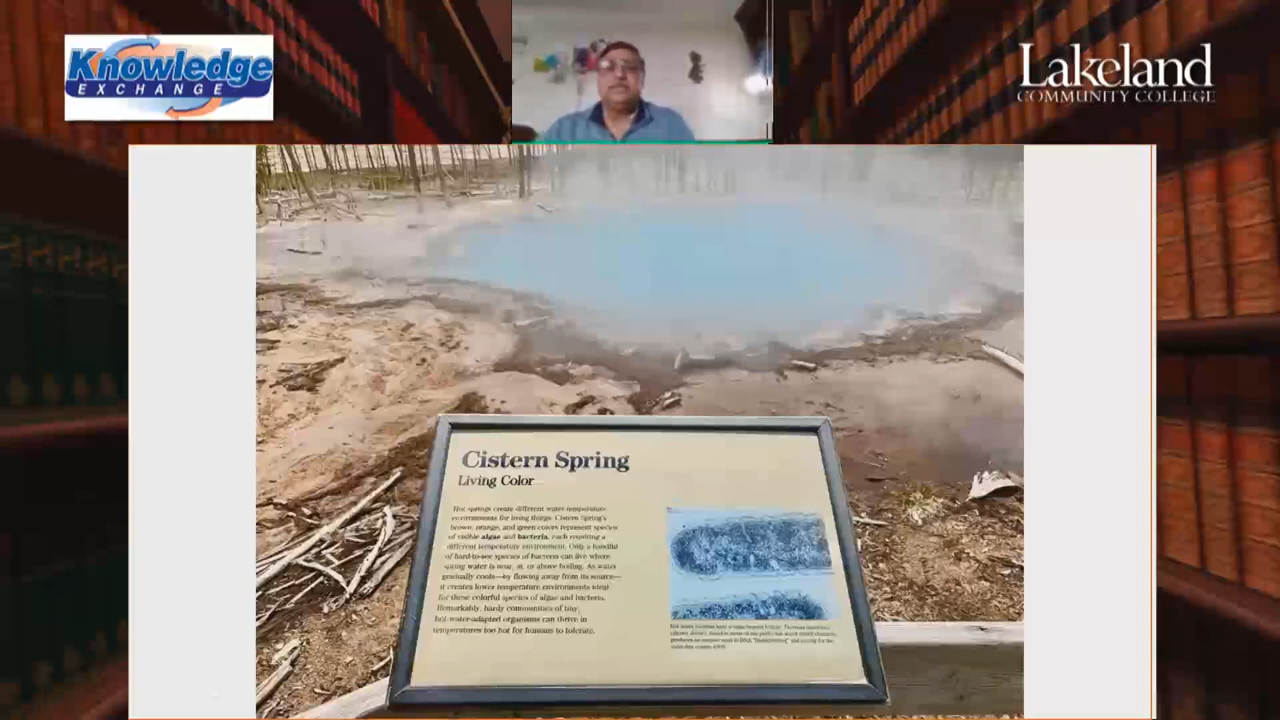 Knowledge
EXCHANGE
Lakeland
COMMUNITY COLLEGE
Cistern Spring
Living Color
Hot springs create different water temperature
environments for living things. Cistern Spring's
brown, orange, and green colors represent species
of visible algae and bacteria, each requiring a
different temperature environment. Only a handful
of hard-to-see species of bacteria can live where
spring water is near, at, or above boiling. As water
gradually cools—by flowing away from its source—
it creates lower temperature environments ideal
for these colorful species of algae and bacteria.
Remarkably, hardy communities of tiny,
hot-water-adapted organisms can thrive in
temperatures too hot for humans to tolerate.